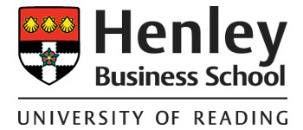 Henley
Business School
UNIVERSITY OF READING